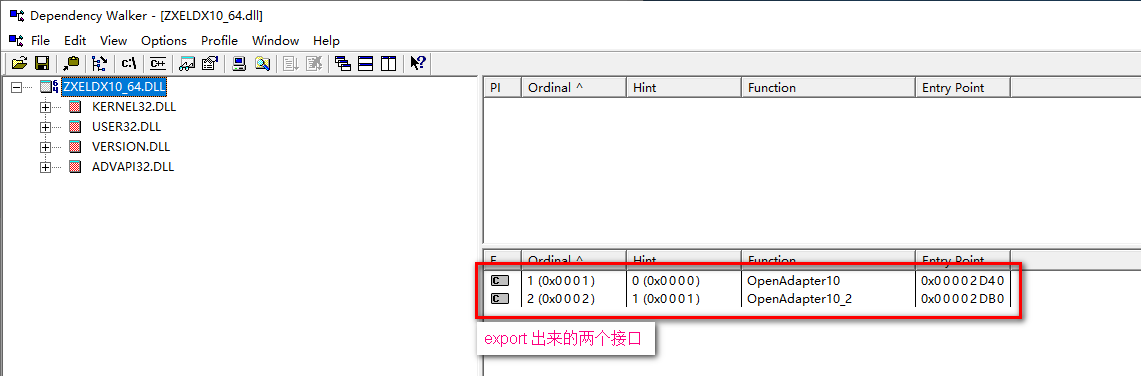 Dependency Walker - [ZXELDX10_64.dll]
File Edit View Options Profile Window Help
c:\ C++
ZXELDX10_64.DLL
KERNEL32.DLL
USER32.DLL
VERSION.DLL
ADVAPI32.DLL
PI Ordinal ^ Hint Function Entry Point
E Ordinal ^ Hint Function Entry Point
C 1 (0x0001) 0 (0x0000) OpenAdapter10 0x00002D40
C 2 (0x0002) 1 (0x0001) OpenAdapter10_2 0x00002DB0
export 出来的两个接口